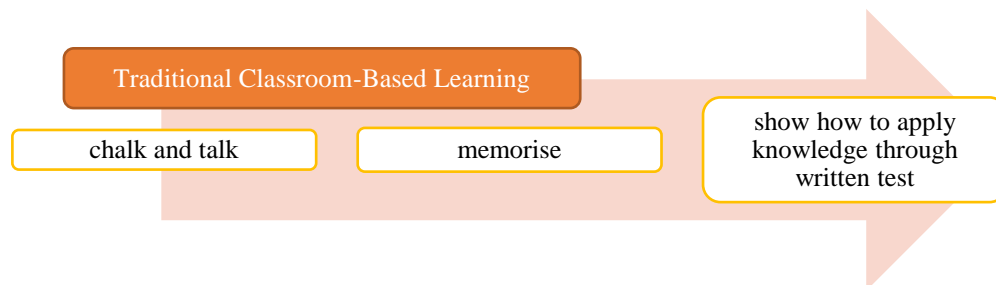 Traditional Classroom-Based Learning
chalk and talk
memorise
show how to apply
knowledge through
written test